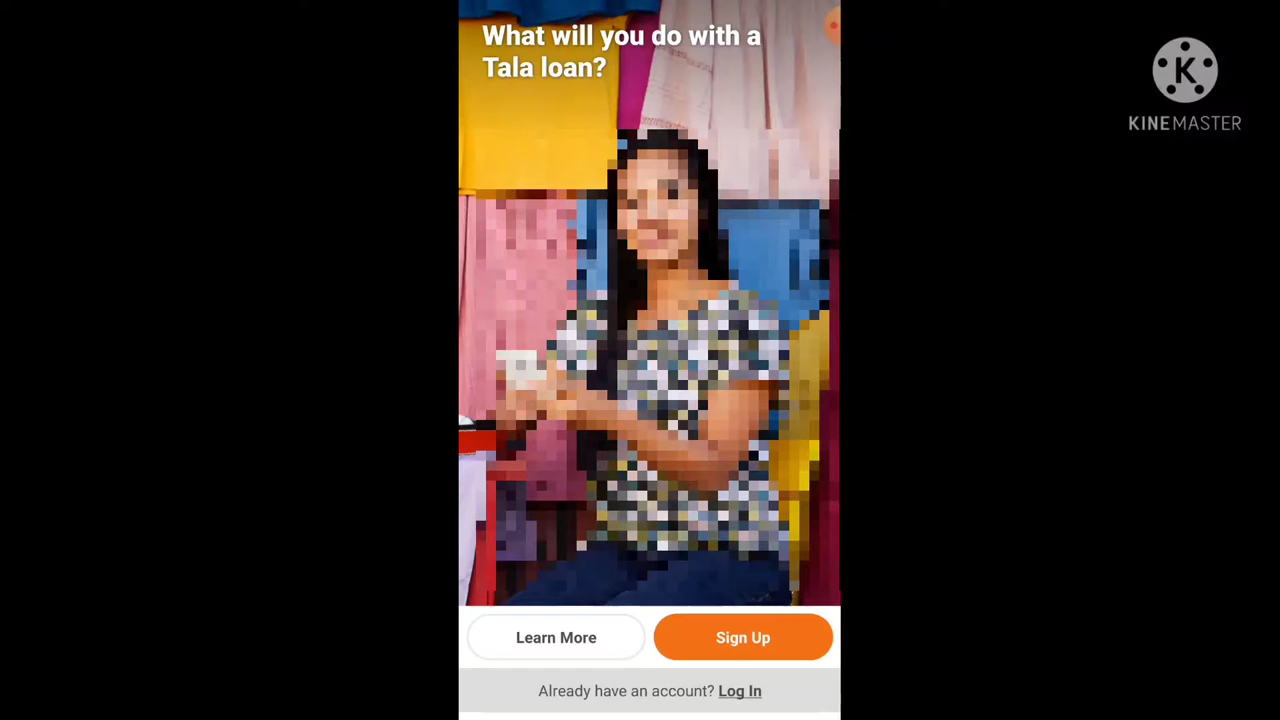 What will you do with a
Tala loan?
K
KINEMASTER
Learn More
Sign Up
Already have an account? Log In